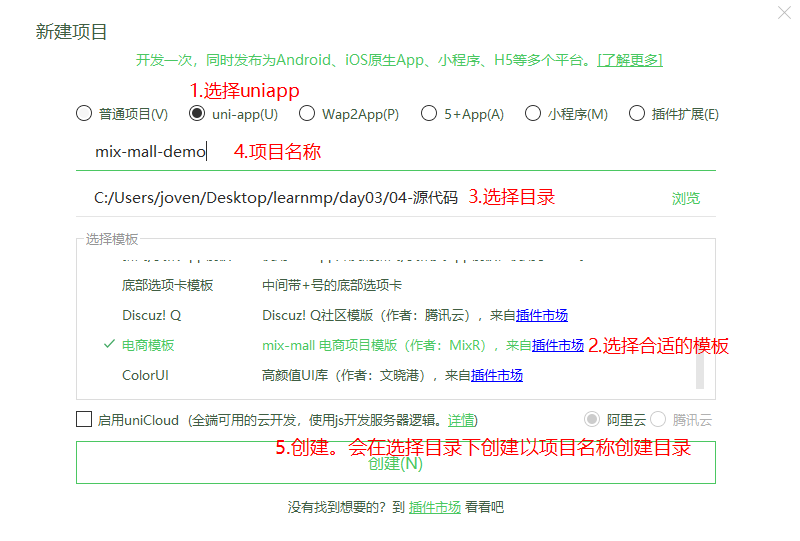 新建项目
开发一次，同时发布为Android、iOS原生App、小程序、H5等多个平台。[了解更多]
1.选择uniapp
普通项目(V) uni-app(U) Wap2App(P) 5+App(A) 小程序(M) 插件扩展(E)
mix-mall-demo 4.项目名称
C:/Users/joven/Desktop/learnmp/day03/04-源代码 3.选择目录 浏览
选择模板
底部选项卡模板 中间带+号的底部选项卡
Discuz! Q Discuz! Q社区模版（作者：腾讯云），来自插件市场
电商模板 mix-mall 电商项目模版（作者：MixR），来自插件市场 2.选择合适的模板
ColorUI 高颜值UI库（作者：文晓港），来自插件市场
启用uniCloud（全端可用的云开发，使用js开发服务器逻辑。详情) 阿里云 腾讯云
5.创建。会在选择目录下创建以项目名称创建目录
创建(N)
没有找到想要的？到 插件市场 看看吧